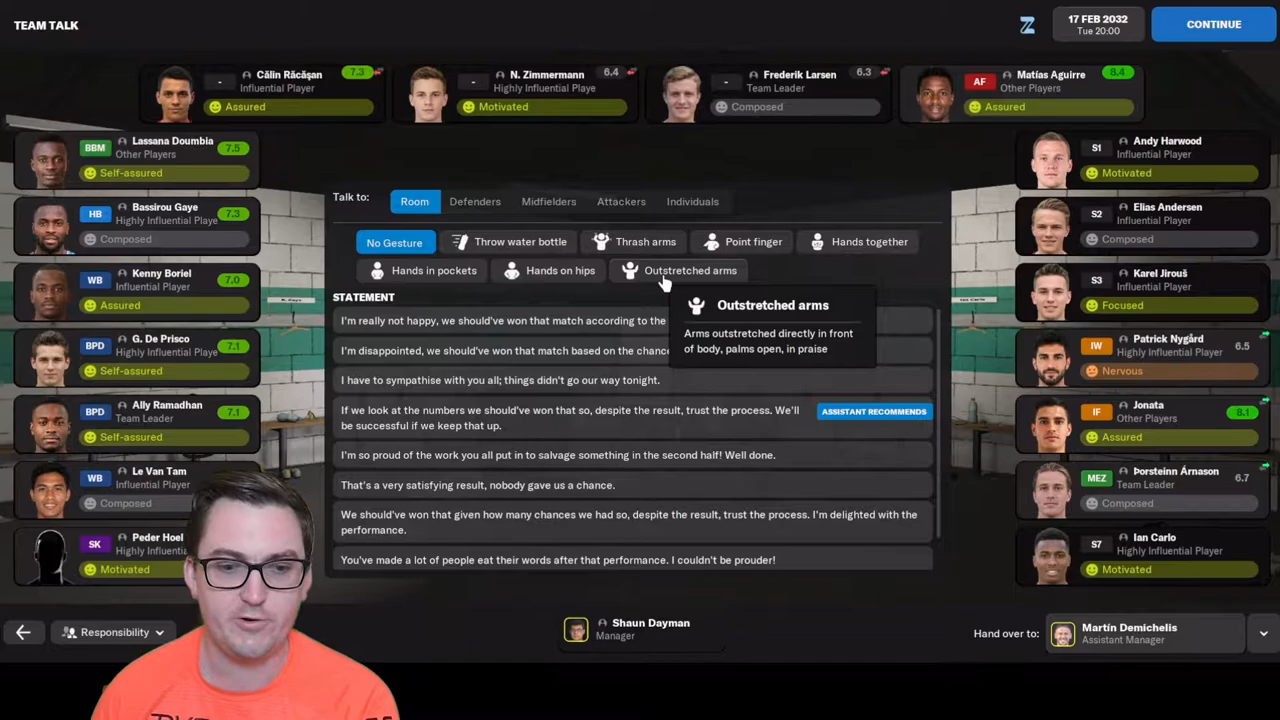 TEAM TALK
17 FEB 2032
Tue 20:00
CONTINUE
Călin Răcășan
Influential Player
7.3
Assured
N. Zimmermann
Highly Influential Playe
6.4
Motivated
Frederik Larsen
Team Leader
6.3
Composed
AF
Matías Aguirre
Other Players
8.4
Assured
BBM
Lassana Doumbia
Other Players
7.5
Self-assured
HB
Bassirou Gaye
Highly Influential Playe
7.3
Composed
WB
Kenny Boriel
Influential Player
7.0
Assured
BPD
G. De Prisco
Influential Player
7.1
Self-assured
BPD
Ally Ramadhan
Team Leader
7.1
Self-assured
WB
Le Van Tam
Influential Player
Composed
SK
Peder Hoel
Highly Influentia
Motivated
Talk to:
Room
Defenders
Midfielders
Attackers
Individuals
No Gesture
Throw water bottle
Thrash arms
Point finger
Hands together
Hands in pockets
Hands on hips
Outstretched arms
Outstretched arms
Arms outstretched directly in front
of body, palms open, in praise
STATEMENT
I'm really not happy, we should've won that match according to the
I'm disappointed, we should've won that match based on the chance
I have to sympathise with you all; things didn't go our way tonight.
If we look at the numbers we should've won that so, despite the result, trust the process. We'll
be successful if we keep that up.
ASSISTANT RECOMMENDS
I'm so proud of the work you all put in to salvage something in the second half! Well done.
That's a very satisfying result, nobody gave us a chance.
We should've won that given how many chances we had so, despite the result, trust the process. I'm delighted with the
performance.
You've made a lot of people eat their words after that performance. I couldn't be prouder!
S1
Andy Harwood
Influential Player
Motivated
S2
Elias Andersen
Influential Player
Composed
S3
Karel Jirouš
Influential Player
Focused
IW
Patrick Nygård
Highly Influential Player
6.5
Nervous
IF
Jonata
Other Players
8.1
Assured
MEZ
Þorsteinn Árnason
Team Leader
6.7
Composed
S7
Ian Carlo
Highly Influential Player
Motivated
Responsibility
Shaun Dayman
Manager
Hand over to:
Martín Demichelis
Assistant Manager